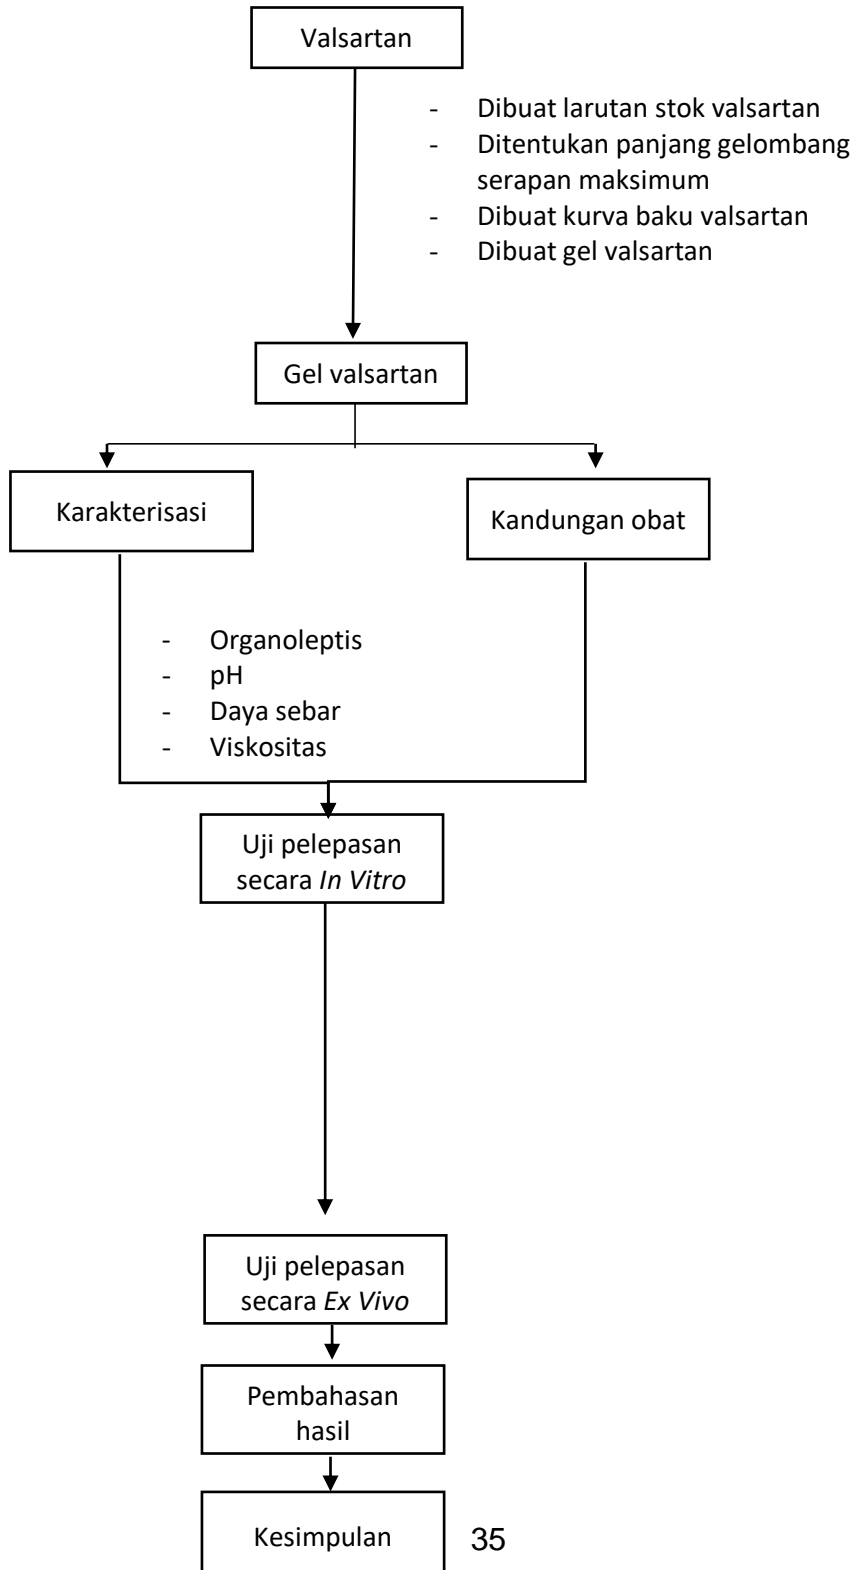 Valsartan
- Dibuat larutan stok valsartan
- Ditentukan panjang gelombang
serapan maksimum
- Dibuat kurva baku valsartan
- Dibuat gel valsartan
Gel valsartan
Karakterisasi
Kandungan obat
- Organoleptis
- pH
- Daya sebar
- Viskositas
Uji pelepasan
secara In Vitro
Uji pelepasan
secara Ex Vivo
Pembahasan
hasil
Kesimpulan
35